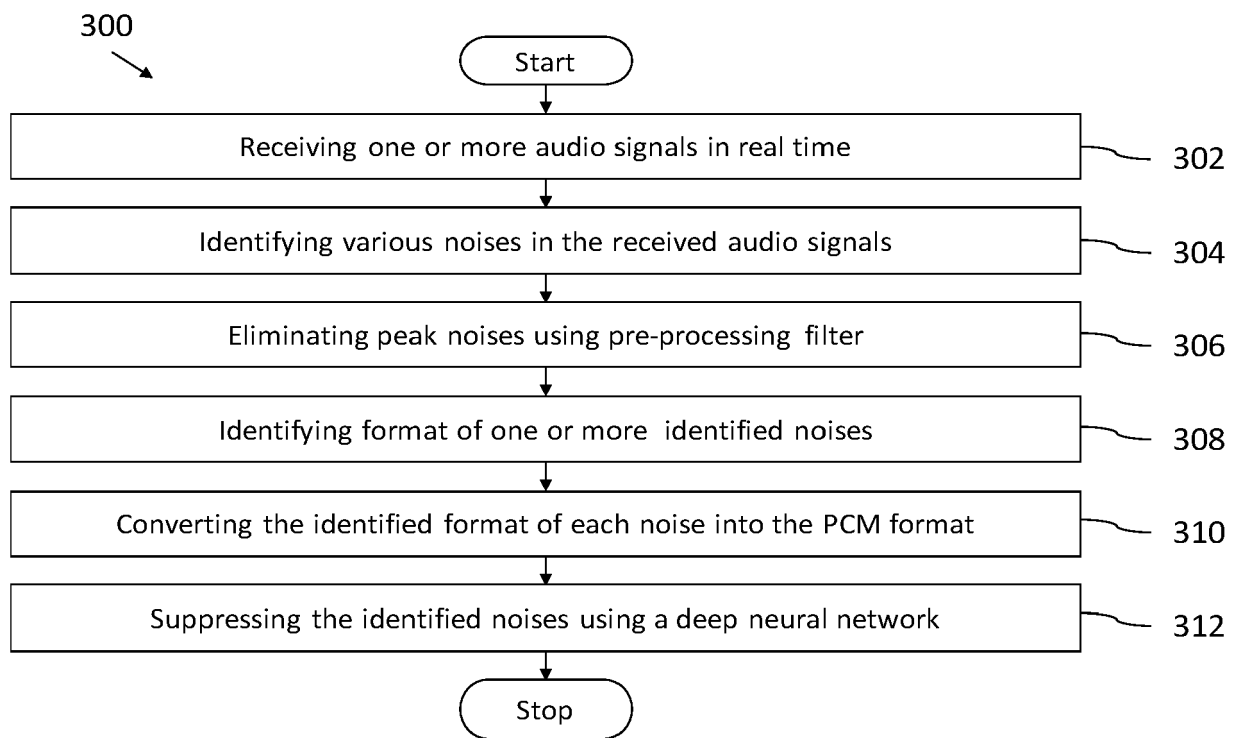 300
Start
Receiving one or more audio signals in real time
302
Identifying various noises in the received audio signals
304
Eliminating peak noises using pre-processing filter
306
Identifying format of one or more identified noises
308
Converting the identified format of each noise into the PCM format
310
Suppressing the identified noises using a deep neural network
312
Stop